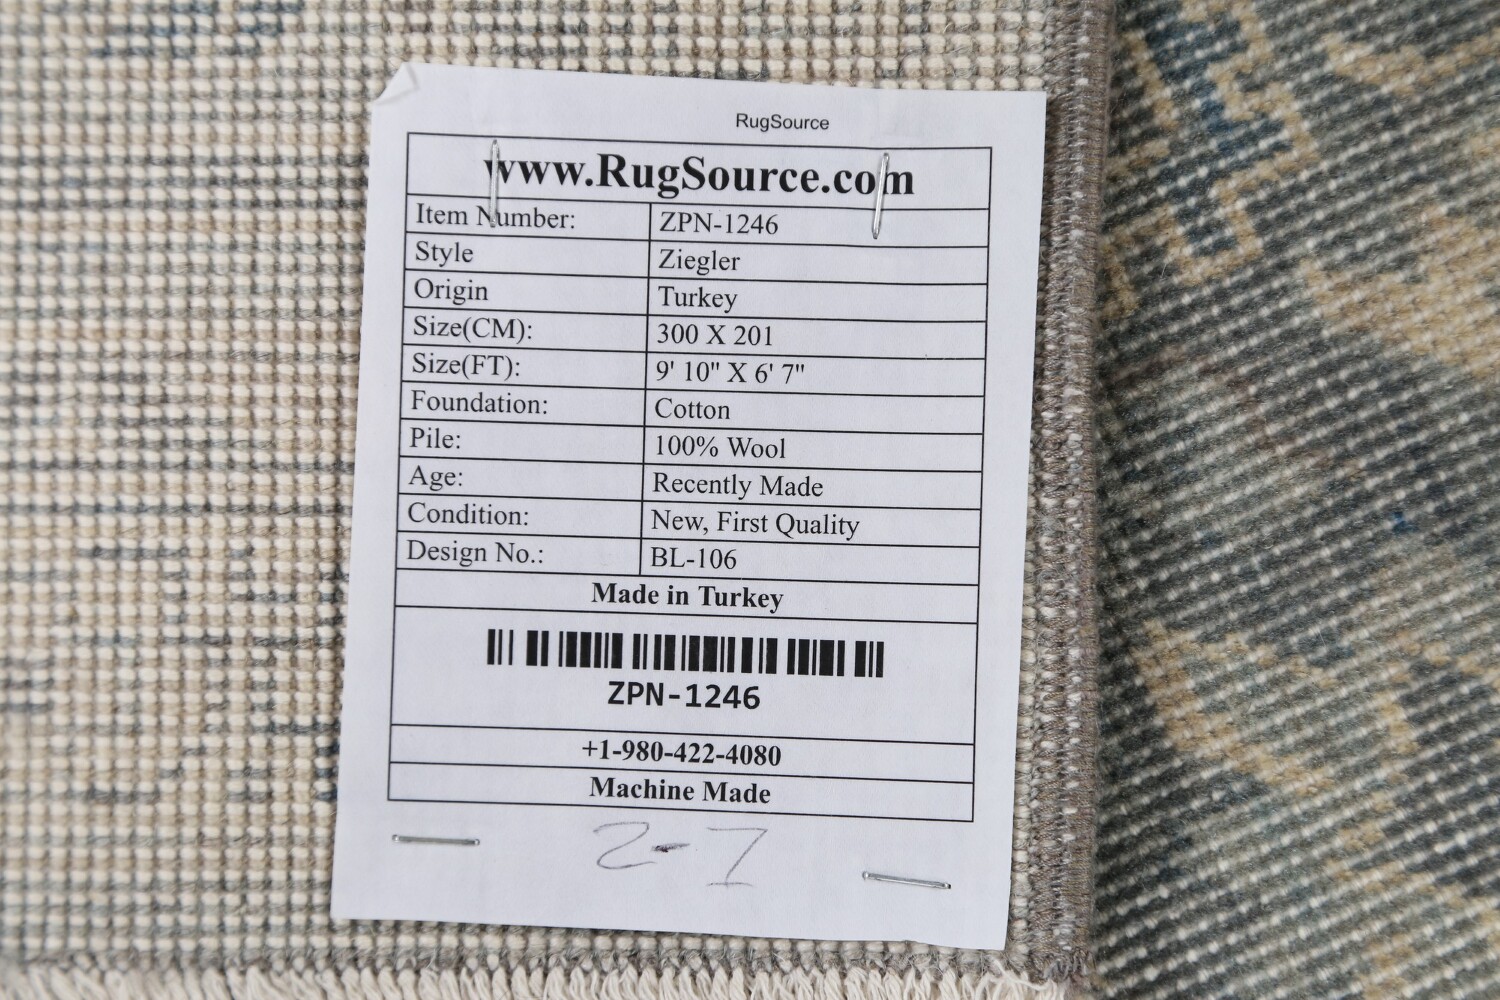 RugSource
www.RugSource.com
Item Number: ZPN-1246
Style Ziegler
Origin Turkey
Size(CM): 300 X 201
Size(FT): 9' 10" X 6' 7"
Foundation: Cotton
Pile: 100% Wool
Age: Recently Made
Condition: New, First Quality
Design No.: BL-106
Made in Turkey
ZPN-1246
+1-980-422-4080
Machine Made
2-I